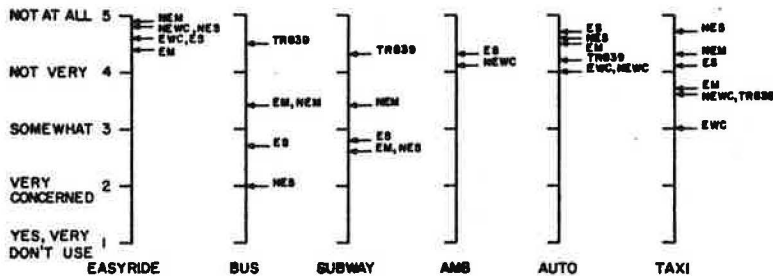 NOT AT ALL 5
NOT VERY 4
SOMEWHAT 3
VERY CONCERNED 2
YES, VERY DON'T USE 1
NEM
NEWC, NES
EWC, ES
EM
EASYRIDE
TR839
EM, NEM
ES
NES
BUS
TR839
NEM
ES
EM, NES
SUBWAY
ES
NEWC
AMB
ES
NES
EM
TR839
EWC, NEWC
AUTO
NES
NEM
ES
EM
NEWC, TR839
EWC
TAXI